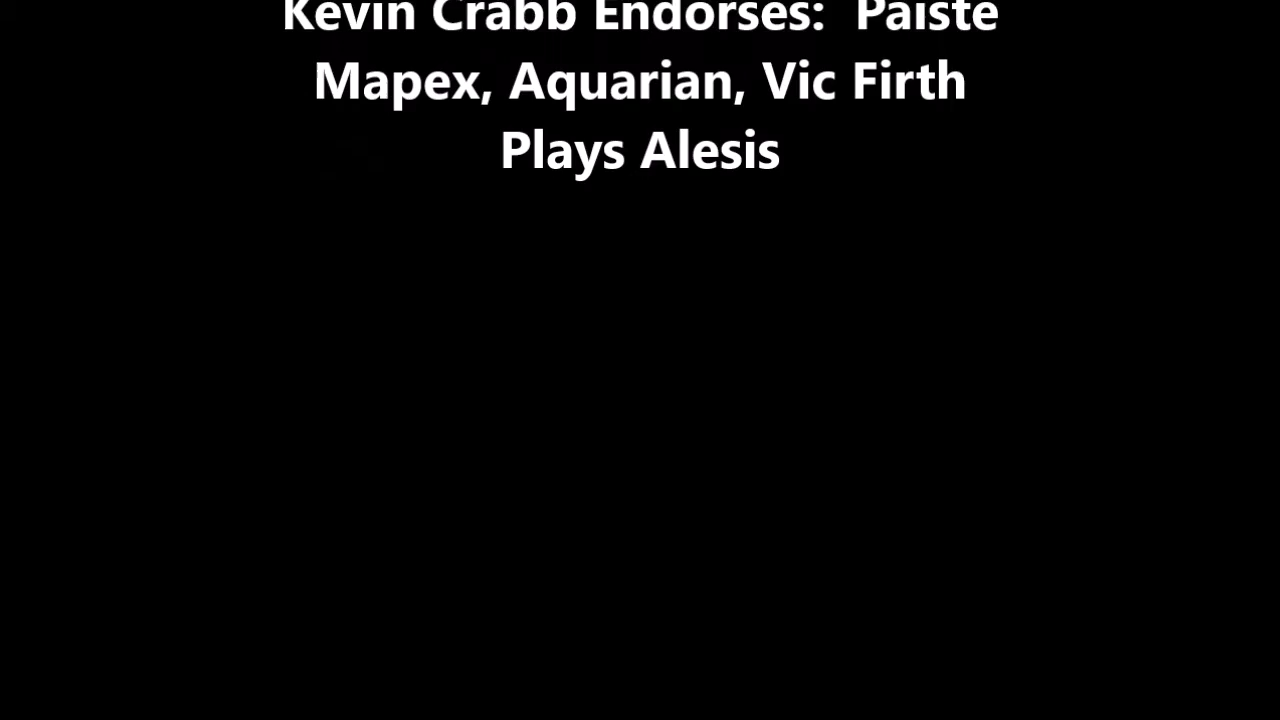 Kevin Crabb Endorses:  Paiste
Mapex, Aquarian, Vic Firth
Plays Alesis